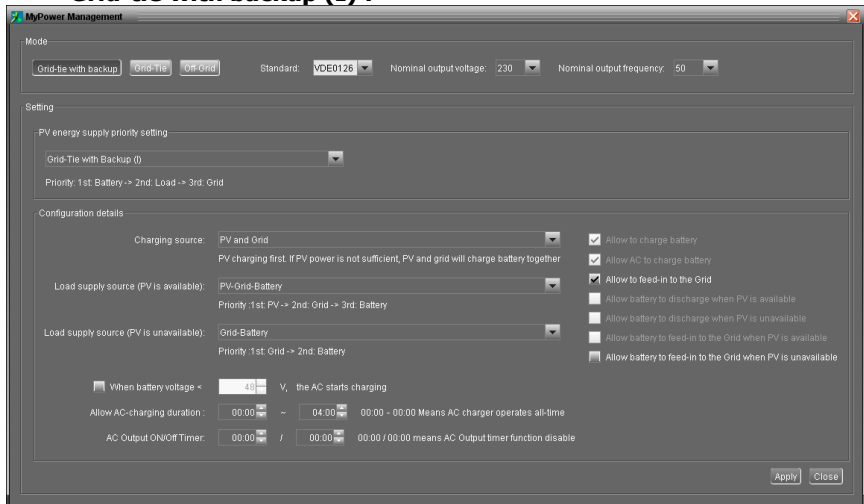 Grid-tie with backup (I) :
MyPower Management
Mode
Grid-tie with backup Grid-Tie Off-Grid Standard: VDE0126 Nominal output voltage: 230 Nominal output frequency: 50
Setting
PV energy supply priority setting
Grid-Tie with Backup (I)
Priority: 1st: Battery -> 2nd: Load -> 3rd: Grid
Configuration details
Charging source: PV and Grid
PV charging first. If PV power is not sufficient, PV and grid will charge battery together
Load supply source (PV is available): PV-Grid-Battery
Priority :1st: PV -> 2nd: Grid -> 3rd: Battery
Load supply source (PV is unavailable): Grid-Battery
Priority :1st: Grid -> 2nd: Battery
Allow to charge battery
Allow AC to charge battery
Allow to feed-in to the Grid
Allow battery to discharge when PV is available
Allow battery to discharge when PV is unavailable
Allow battery to feed-in to the Grid when PV is available
Allow battery to feed-in to the Grid when PV is unavailable
When battery voltage < 48 V, the AC starts charging
Allow AC-charging duration : 00:00 ~ 04:00 00:00 - 00:00 Means AC charger operates all-time
AC Output ON/Off Timer: 00:00 / 00:00 00:00 / 00:00 means AC Output timer function disable
Apply Close